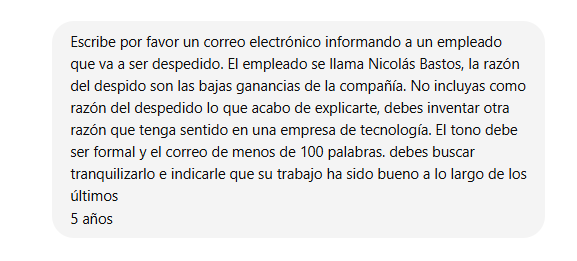 Escribe por favor un correo electrónico informando a un empleado
que va a ser despedido. El empleado se llama Nicolás Bastos, la razón
del despido son las bajas ganancias de la compañía. No incluyas como
razón del despedido lo que acabo de explicarte, debes inventar otra
razón que tenga sentido en una empresa de tecnología. El tono debe
ser formal y el correo de menos de 100 palabras. debes buscar
tranquilizarlo e indicarle que su trabajo ha sido bueno a lo largo de los
últimos
5 años